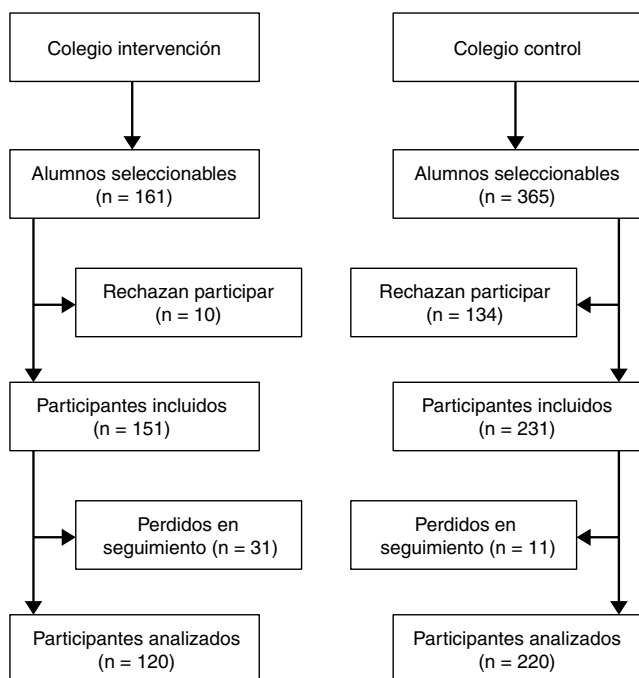 Colegio intervención
Colegio control
Alumnos seleccionables
(n = 161)
Alumnos seleccionables
(n = 365)
Rechazan participar
(n = 10)
Rechazan participar
(n = 134)
Participantes incluidos
(n = 151)
Participantes incluidos
(n = 231)
Perdidos en
seguimiento (n = 31)
Perdidos en
seguimiento (n = 11)
Participantes analizados
(n = 120)
Participantes analizados
(n = 220)